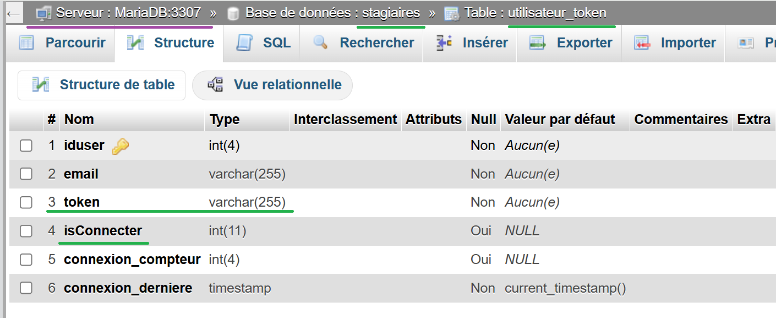 Serveur : MariaDB:3307 » Base de données : stagiaires » Table : utilisateur_token
Parcourir Structure SQL Rechercher Insérer Exporter Importer
Structure de table Vue relationnelle
# Nom Type Interclassement Attributs Null Valeur par défaut Commentaires Extra
1 iduser int(4) Non Aucun(e)
2 email varchar(255) Non Aucun(e)
3 token varchar(255) Non Aucun(e)
4 isConnecter int(11) Oui NULL
5 connexion_compteur int(4) Oui NULL
6 connexion_derniere timestamp Non current_timestamp()